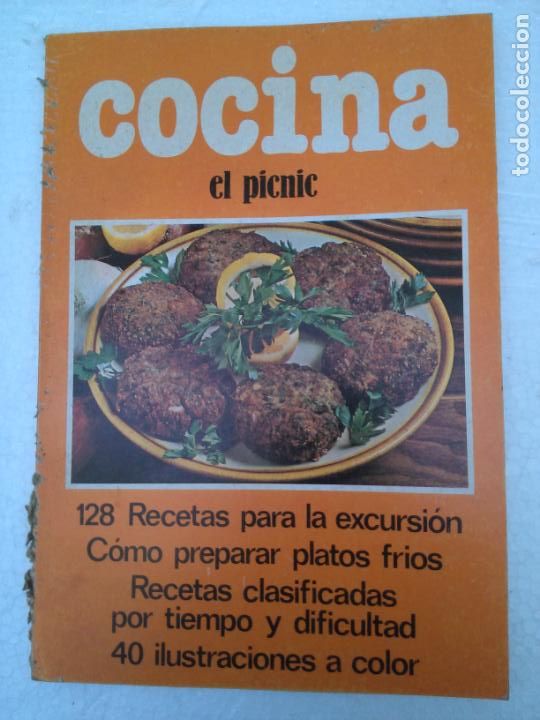 cocina
el picnic
128 Recetas para la excursión
Cómo preparar platos frios
Recetas clasificadas
por tiempo y dificultad
40 ilustraciones a color
todocoleccion.net